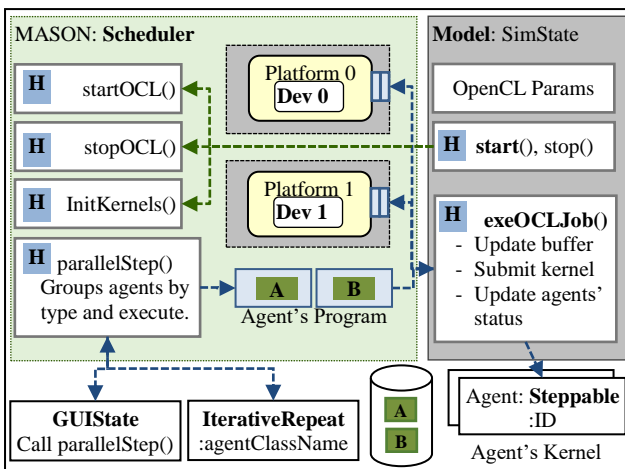 MASON: Scheduler
H
startOCL()
H
stopOCL()
H
InitKernels()
H
parallelStep()
Groups agents by
type and execute.
Platform 0
Dev 0
Platform 1
Dev 1
A
B
Agent's Program
Model: SimState
OpenCL Params
H
start(), stop()
H
exeOCLJob()
- Update buffer
- Submit kernel
- Update agents'
status
GUIState
Call parallelStep()
IterativeRepeat
:agentClassName
A
B
Agent: Steppable
:ID
Agent's Kernel